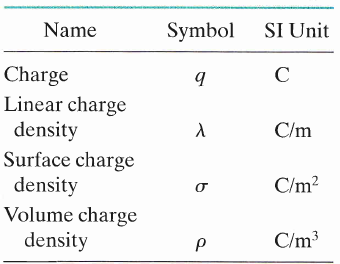 Name Symbol SI Unit
Charge q C
Linear charge
density λ C/m
Surface charge
density σ C/m²
Volume charge
density ρ C/m³